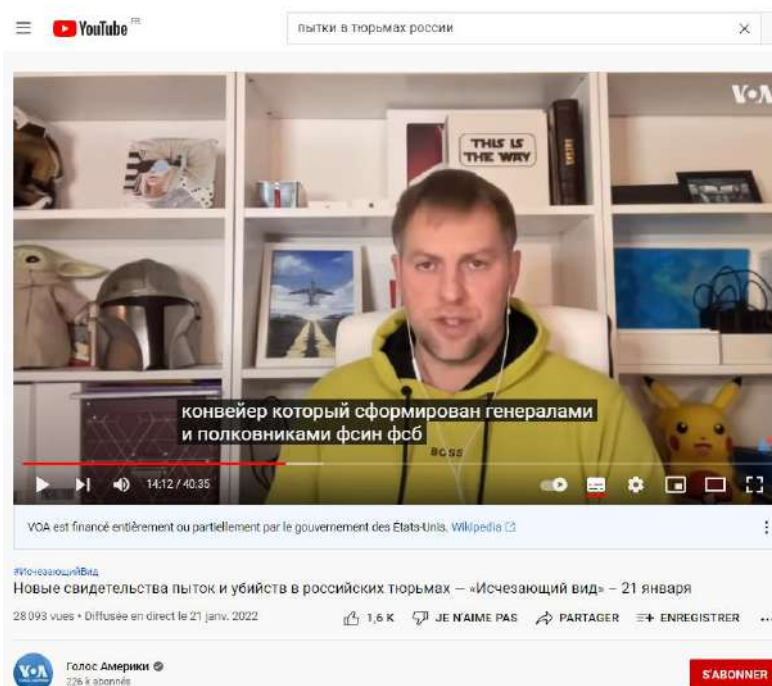 YouTube FR
пытки в тюрьмах россии
VOA
THIS IS
THE WAY
конвейер который сформирован генералами
и полковниками фсин фсб
BOSS
14:12 / 40:35
VOA est financé entièrement ou partiellement par le gouvernement des États-Unis. Wikipedia
#ИсчезающийВид
Новые свидетельства пыток и убийств в российских тюрьмах – «Исчезающий вид» – 21 января
28 093 vues • Diffusée en direct le 21 janv. 2022
1,6 K JE N'AIME PAS PARTAGER ENREGISTRER
VOA
Голос Америки
226 k abonnés
S'ABONNER